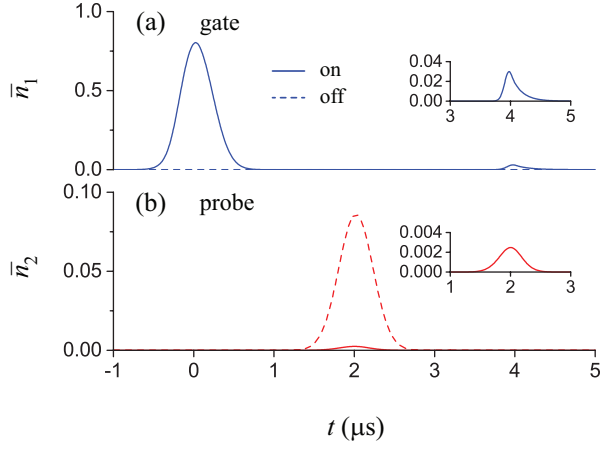 (a) gate
n̄1
1.0
0.5
0.0
on
off
0.04
0.02
0.00
3 4 5
(b) probe
n̄2
0.10
0.05
0.00
0.004
0.002
0.000
1 2 3
-1 0 1 2 3 4 5
t (μs)